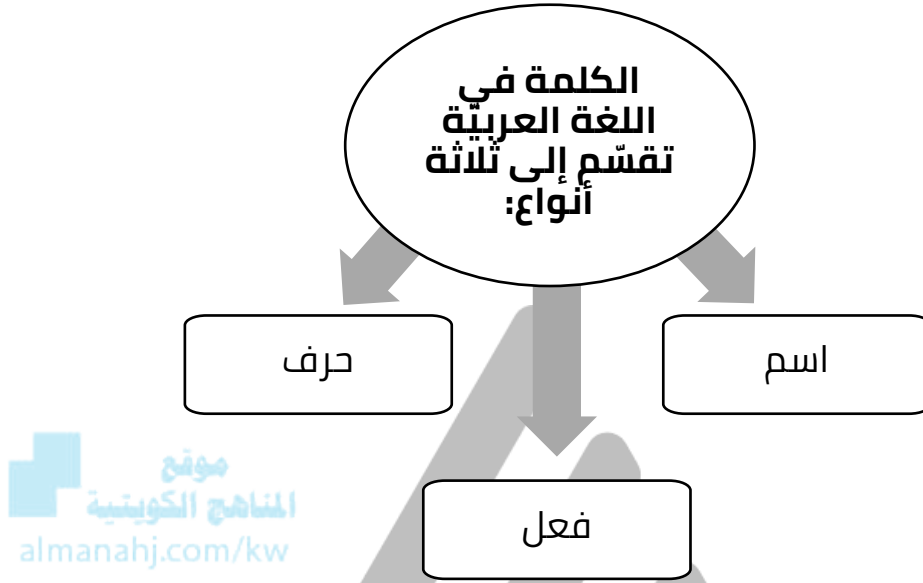 الكلمة في
اللغة العربيّة
تقسّم إلى ثلاثة
أنواع:
اسم
حرف
فعل
موقع
المناهج الكويتية
almanahj.com/kw